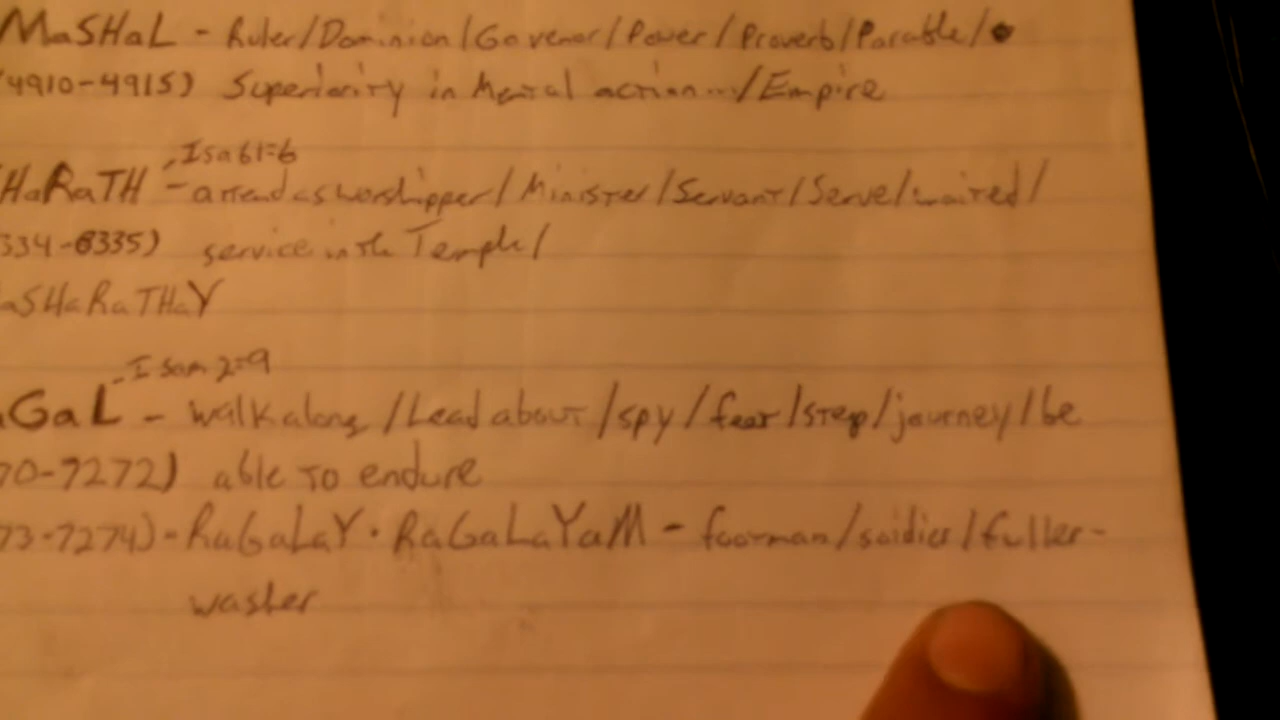 MaSHaL - Ruler/Dominion/Governor/Power/Proverb/Parable/
4910-4915) Superiority in Mental action.../Empire
Isa 61=6
HaRaTH - attend as worshipper/Minister/Servant/Serve/waited/
334-6335) service in the Temple/
aSHaRaTHaY
I Sam 2=9
aGaL - walk along/Lead about/spy/fear/step/journey/be
70-7272) able to endure
73-7274)-RaGaLaY·RaGaLaYaM - footman/soldier/fuller-
washer